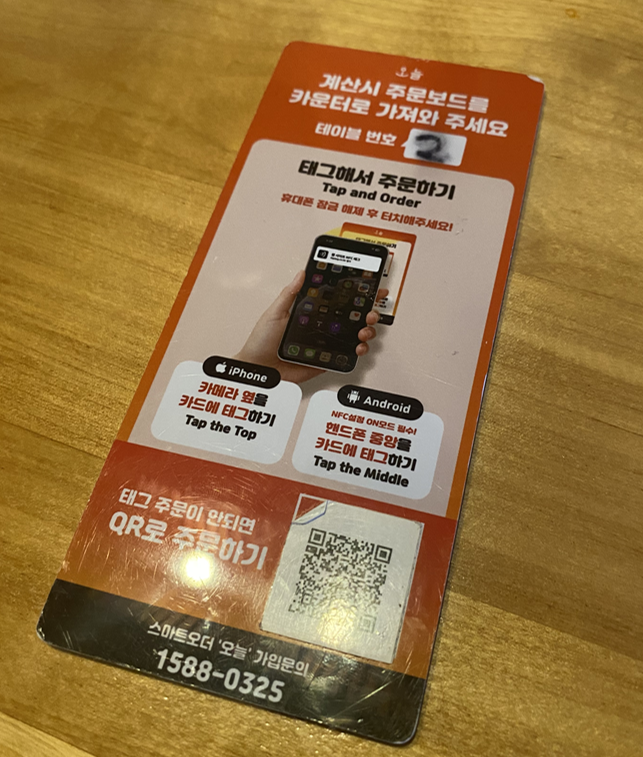 오늘
계산시 주문보드를
카운터로 가져와 주세요
테이블 번호 2
태그해서 주문하기
Tap and Order
휴대폰 잠금 해제 후 터치해주세요!
iPhone
카메라 옆을
카드에 태그하기
Tap the Top
Android
NFC설정 ON모드 필수!
핸드폰 중앙을
카드에 태그하기
Tap the Middle
태그 주문이 안되면
QR로 주문하기
스마트오더 '오늘' 가입문의
1588-0325